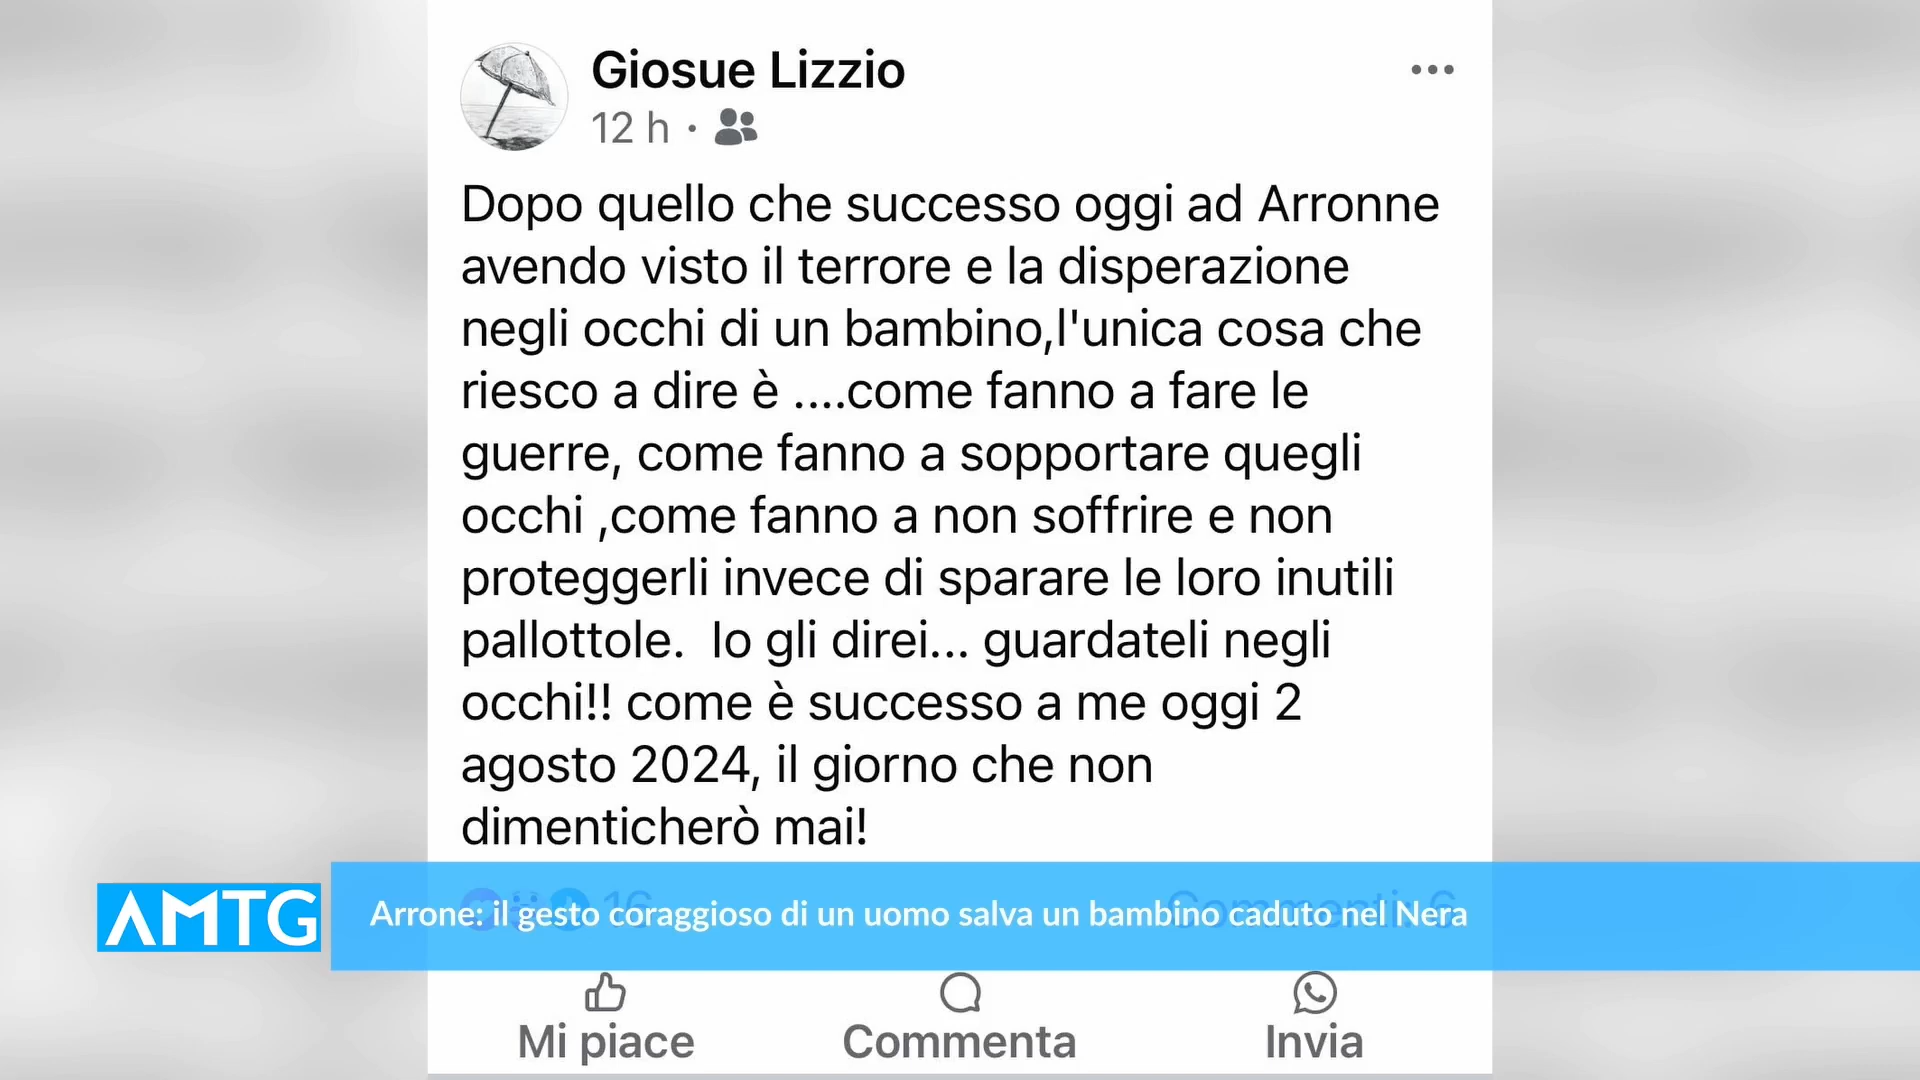 Giosue Lizzio
12 h ·
Dopo quello che successo oggi ad Arronne
avendo visto il terrore e la disperazione
negli occhi di un bambino,l'unica cosa che
riesco a dire è ....come fanno a fare le
guerre, come fanno a sopportare quegli
occhi ,come fanno a non soffrire e non
proteggerli invece di sparare le loro inutili
pallottole.  Io gli direi... guardateli negli
occhi!! come è successo a me oggi 2
agosto 2024, il giorno che non
dimenticherò mai!
16 Commenti: 6
AMTG Arrone: il gesto coraggioso di un uomo salva un bambino caduto nel Nera
Mi piace Commenta Invia